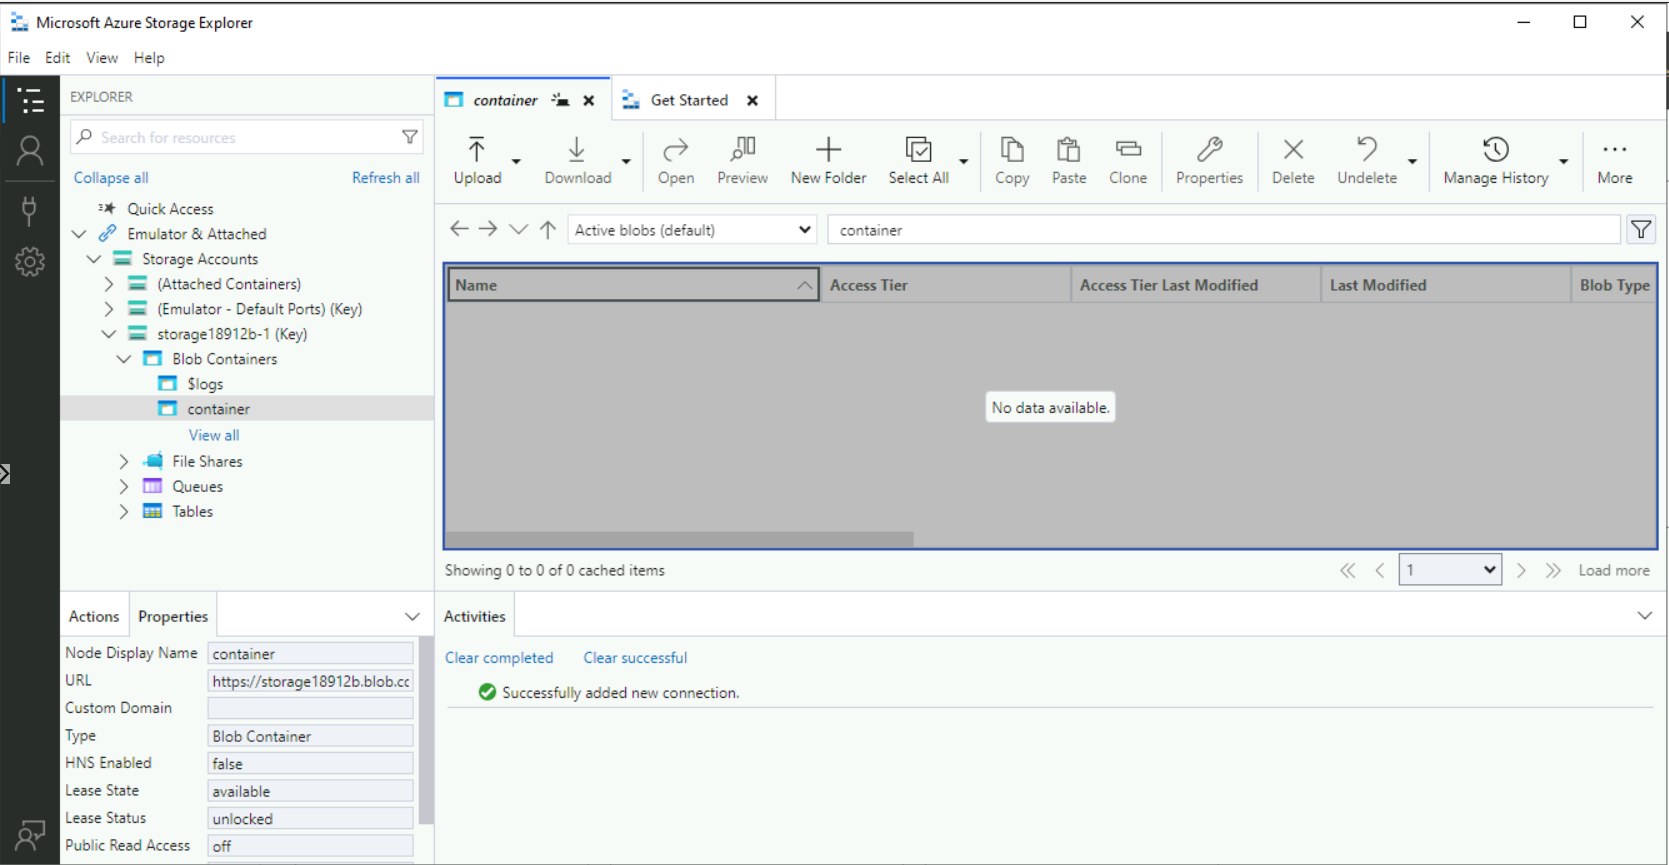 Microsoft Azure Storage Explorer
File Edit View Help
EXPLORER
Search for resources
Collapse all Refresh all
Quick Access
Emulator & Attached
Storage Accounts
(Attached Containers)
(Emulator - Default Ports) (Key)
storage18912b-1 (Key)
Blob Containers
$logs
container
View all
File Shares
Queues
Tables
Actions Properties
Node Display Name container
URL https://storage18912b.blob.cc
Custom Domain
Type Blob Container
HNS Enabled false
Lease State available
Lease Status unlocked
Public Read Access off
container Get Started
Upload Download Open Preview New Folder Select All Copy Paste Clone Properties Delete Undelete Manage History More
Active blobs (default) container
Name Access Tier Access Tier Last Modified Last Modified Blob Type
No data available.
Showing 0 to 0 of 0 cached items 1 Load more
Activities
Clear completed Clear successful
Successfully added new connection.